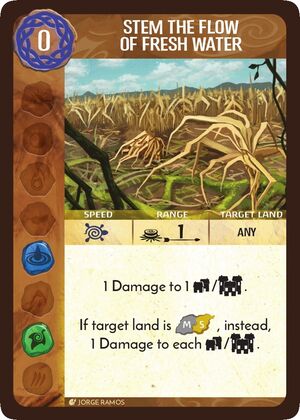 0
STEM THE FLOW
OF FRESH WATER
SPEED RANGE TARGET LAND
1 ANY
1 Damage to 1 / .
If target land is M S , instead,
1 Damage to each / .
JORGE RAMOS